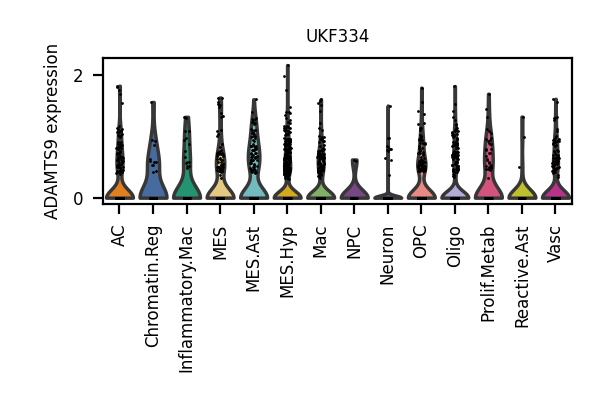 UKF334
ADAMTS9 expression
2
0
AC
Chromatin.Reg
Inflammatory.Mac
MES
MES.Ast
MES.Hyp
Mac
NPC
Neuron
OPC
Oligo
Prolif.Metab
Reactive.Ast
Vasc